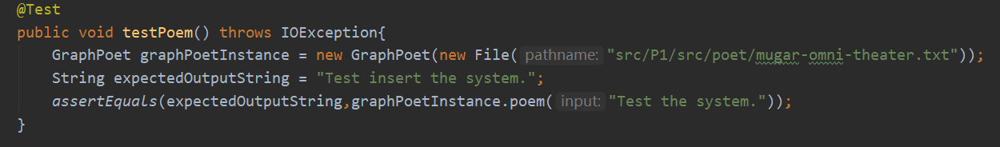 @Test
public void testPoem() throws IOException{
    GraphPoet graphPoetInstance = new GraphPoet(new File( pathname: "src/P1/src/poet/mugar-omni-theater.txt"));
    String expectedOutputString = "Test insert the system.";
    assertEquals(expectedOutputString,graphPoetInstance.poem( input: "Test the system."));
}